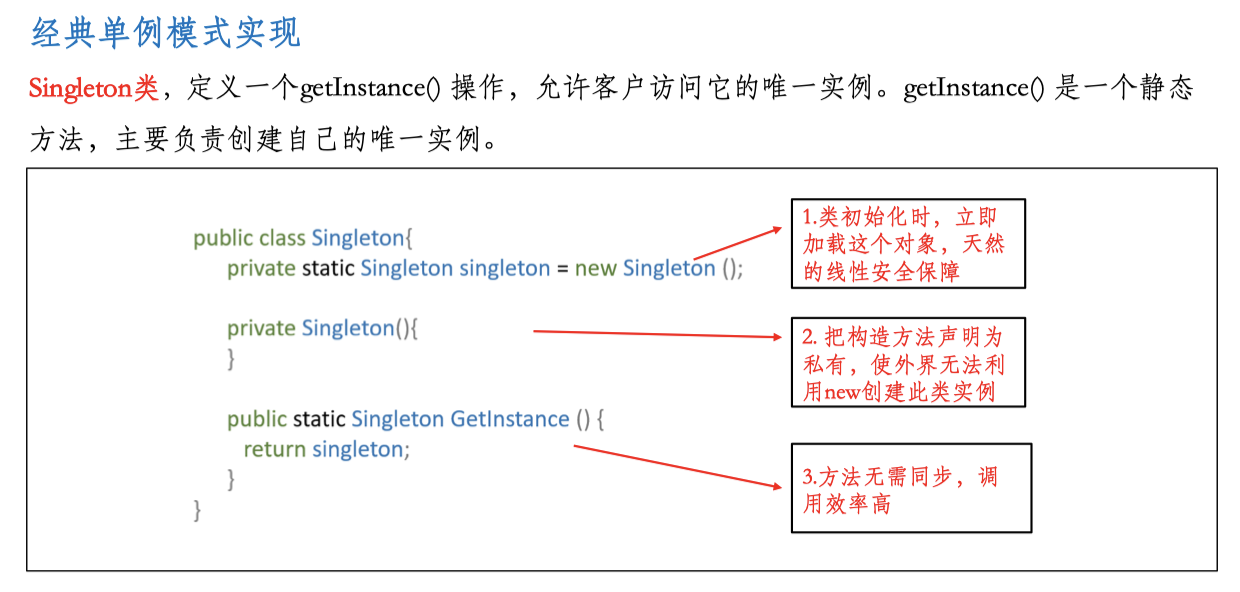 经典单例模式实现
Singleton类，定义一个getInstance() 操作，允许客户访问它的唯一实例。getInstance() 是一个静态
方法，主要负责创建自己的唯一实例。
public class Singleton{
private static Singleton singleton = new Singleton ();
private Singleton(){
}
public static Singleton GetInstance () {
return singleton;
}
}
1.类初始化时，立即
加载这个对象，天然
的线性安全保障
2. 把构造方法声明为
私有，使外界无法利
用new创建此类实例
3.方法无需同步，调
用效率高